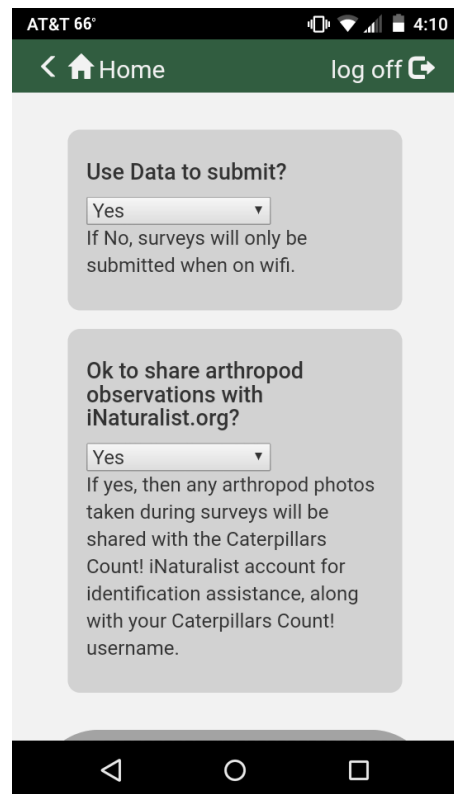 AT&T 66° 4:10
Home log off
Use Data to submit?
Yes
If No, surveys will only be
submitted when on wifi.
Ok to share arthropod
observations with
iNaturalist.org?
Yes
If yes, then any arthropod photos
taken during surveys will be
shared with the Caterpillars
Count! iNaturalist account for
identification assistance, along
with your Caterpillars Count!
username.